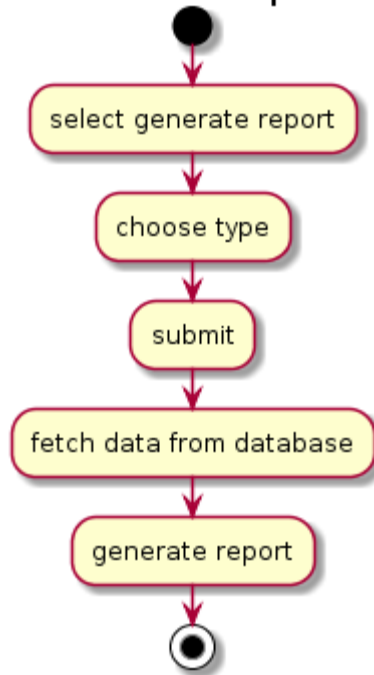 select generate report
choose type
submit
fetch data from database
generate report